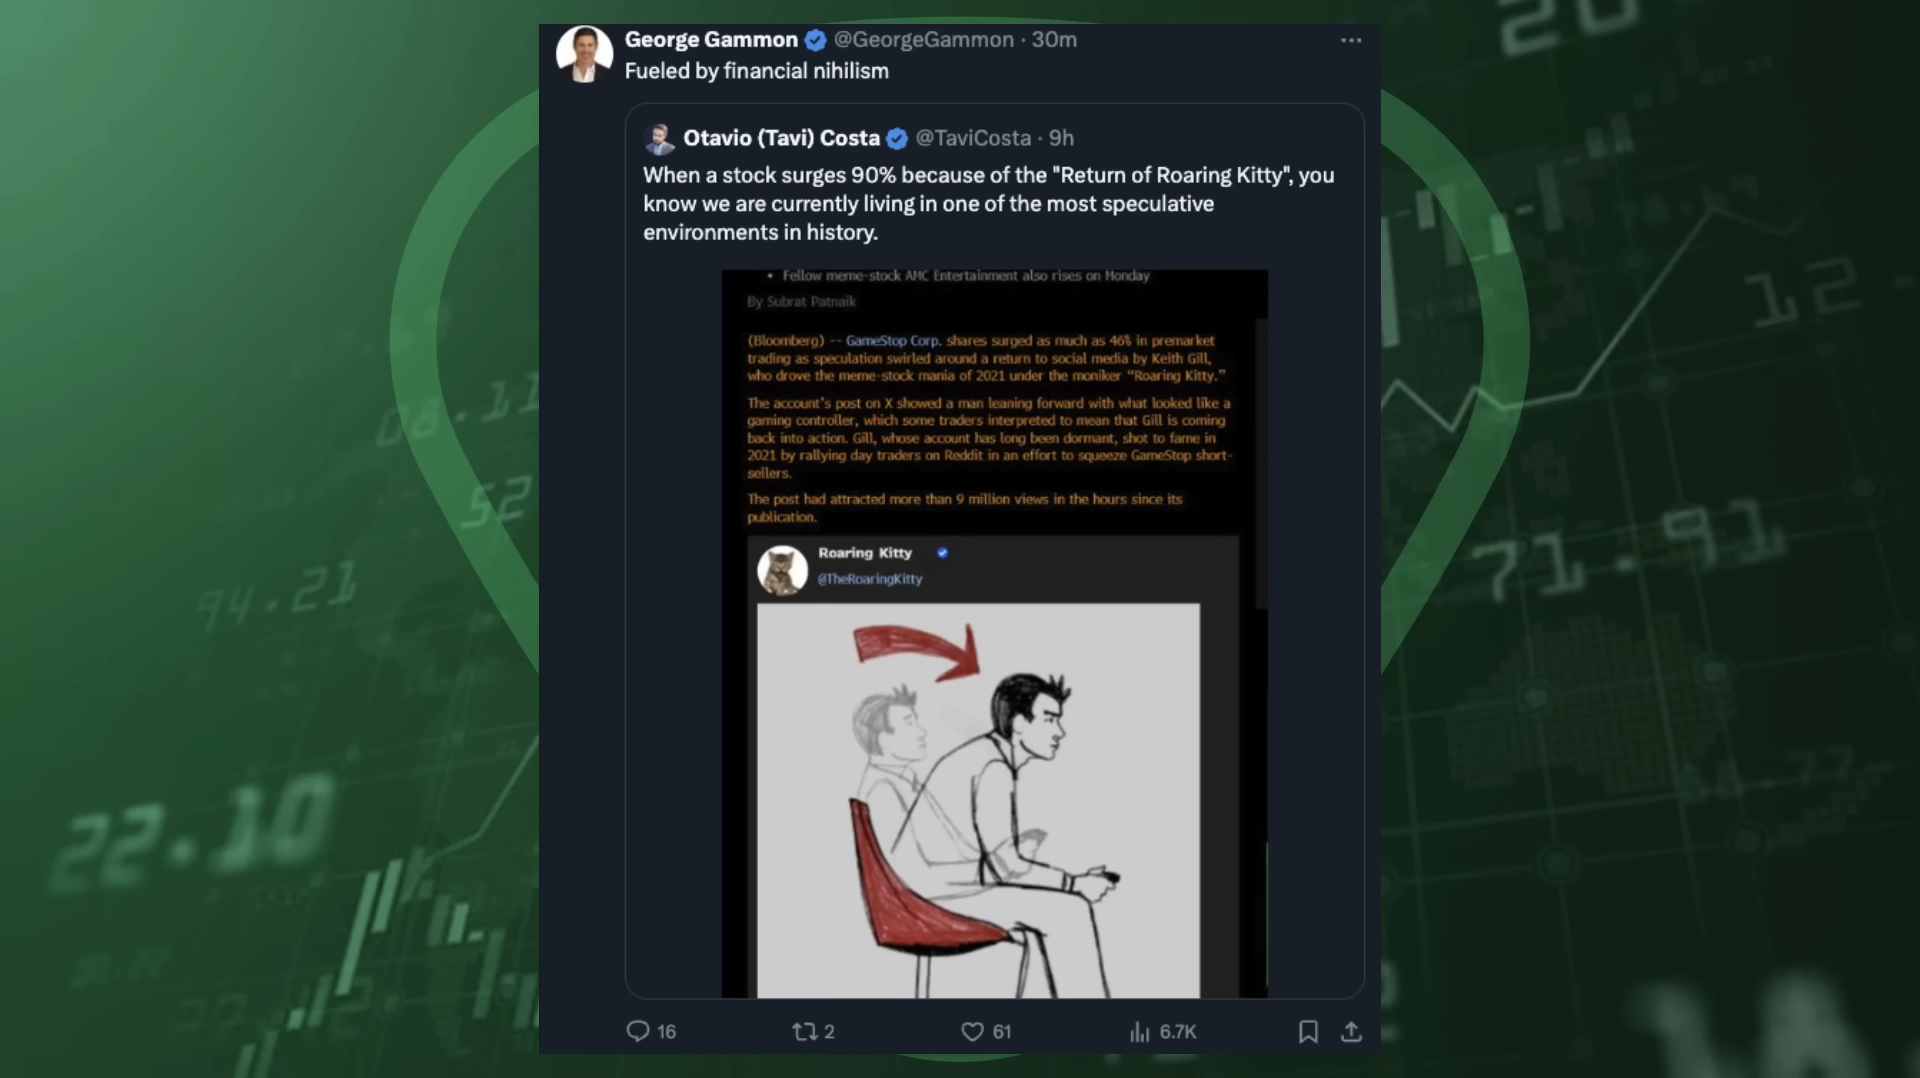 George Gammon @GeorgeGammon · 30m
Fueled by financial nihilism
Otavio (Tavi) Costa @TaviCosta · 9h
When a stock surges 90% because of the "Return of Roaring Kitty", you
know we are currently living in one of the most speculative
environments in history.
• Fellow meme-stock AMC Entertainment also rises on Monday
By Subrat Patnaik
(Bloomberg) -- GameStop Corp. shares surged as much as 46% in premarket
trading as speculation swirled around a return to social media by Keith Gill,
who drove the meme-stock mania of 2021 under the moniker “Roaring Kitty.”
The account’s post on X showed a man leaning forward with what looked like a
gaming controller, which some traders interpreted to mean that Gill is coming
back into action. Gill, whose account has long been dormant, shot to fame in
2021 by rallying day traders on Reddit in an effort to squeeze GameStop short-
sellers.
The post had attracted more than 9 million views in the hours since its
publication.
Roaring Kitty
@TheRoaringKitty
16 2 61 6.7K
12
52
71.91
94.21
22.10